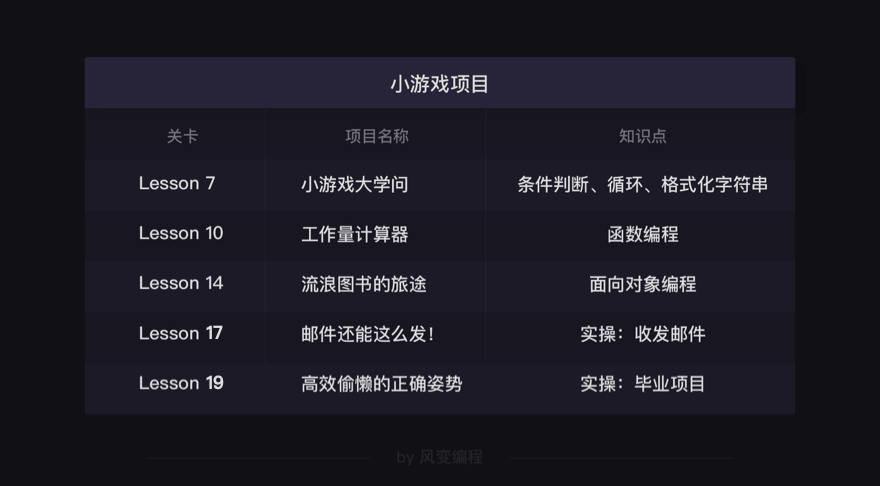 小游戏项目
关卡 项目名称 知识点
Lesson 7 小游戏大学问 条件判断、循环、格式化字符串
Lesson 10 工作量计算器 函数编程
Lesson 14 流浪图书的旅途 面向对象编程
Lesson 17 邮件还能这么发! 实操：收发邮件
Lesson 19 高效偷懒的正确姿势 实操：毕业项目
by 风变编程